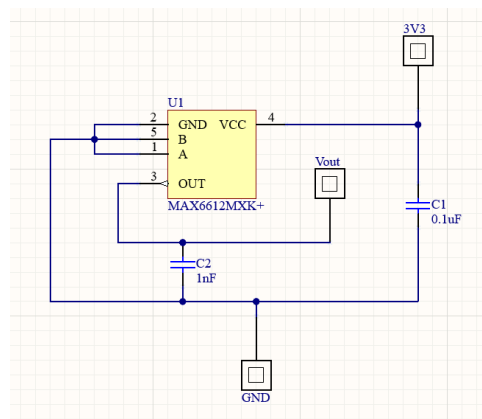 3V3
U1
2 GND VCC 4
5 B
1 A
3 OUT
MAX6612MXK+
Vout
C1
0.1uF
C2
1nF
GND